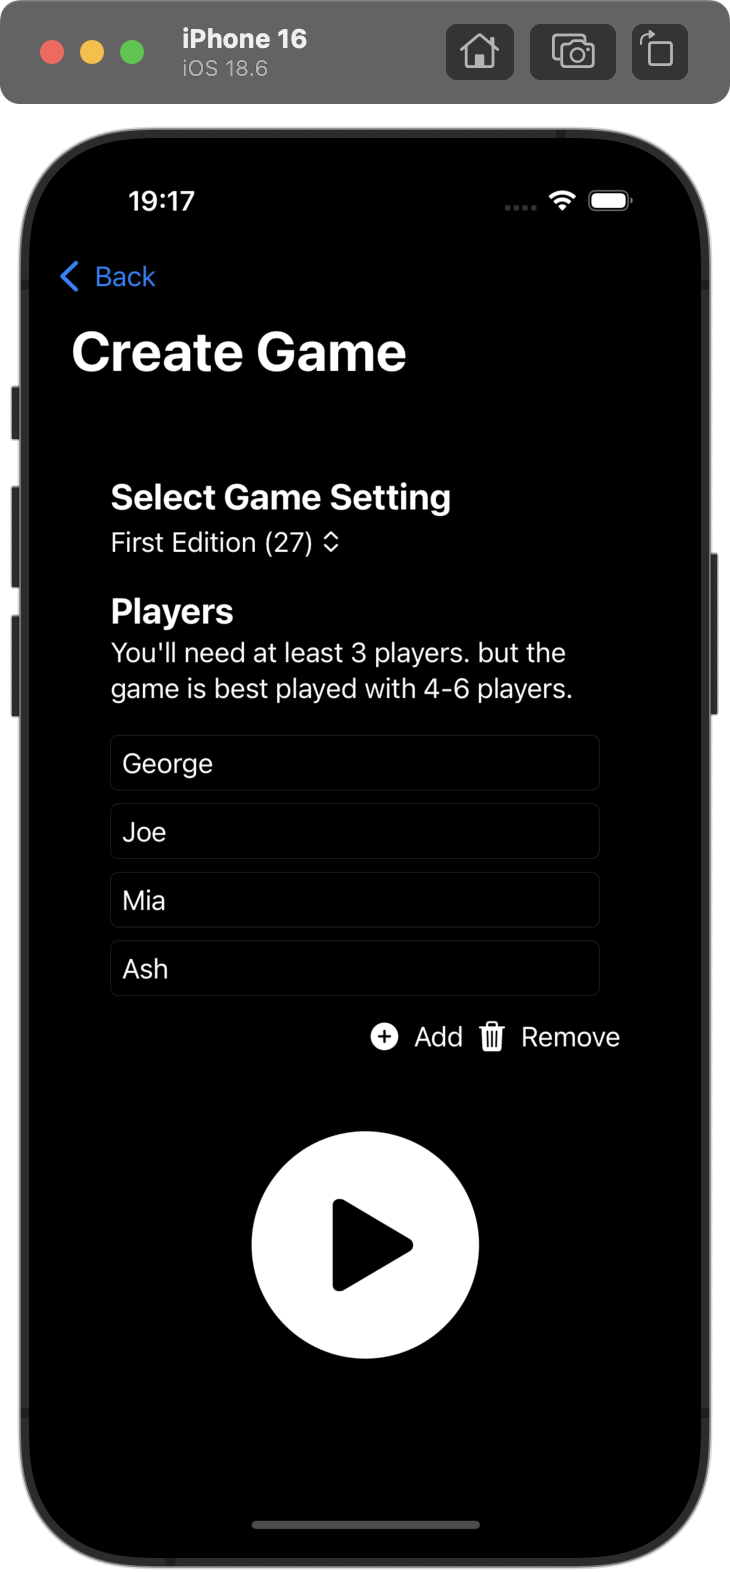 iPhone 16
iOS 18.6
19:17
Back
Create Game
Select Game Setting
First Edition (27)
Players
You'll need at least 3 players. but the
game is best played with 4-6 players.
George
Joe
Mia
Ash
Add Remove